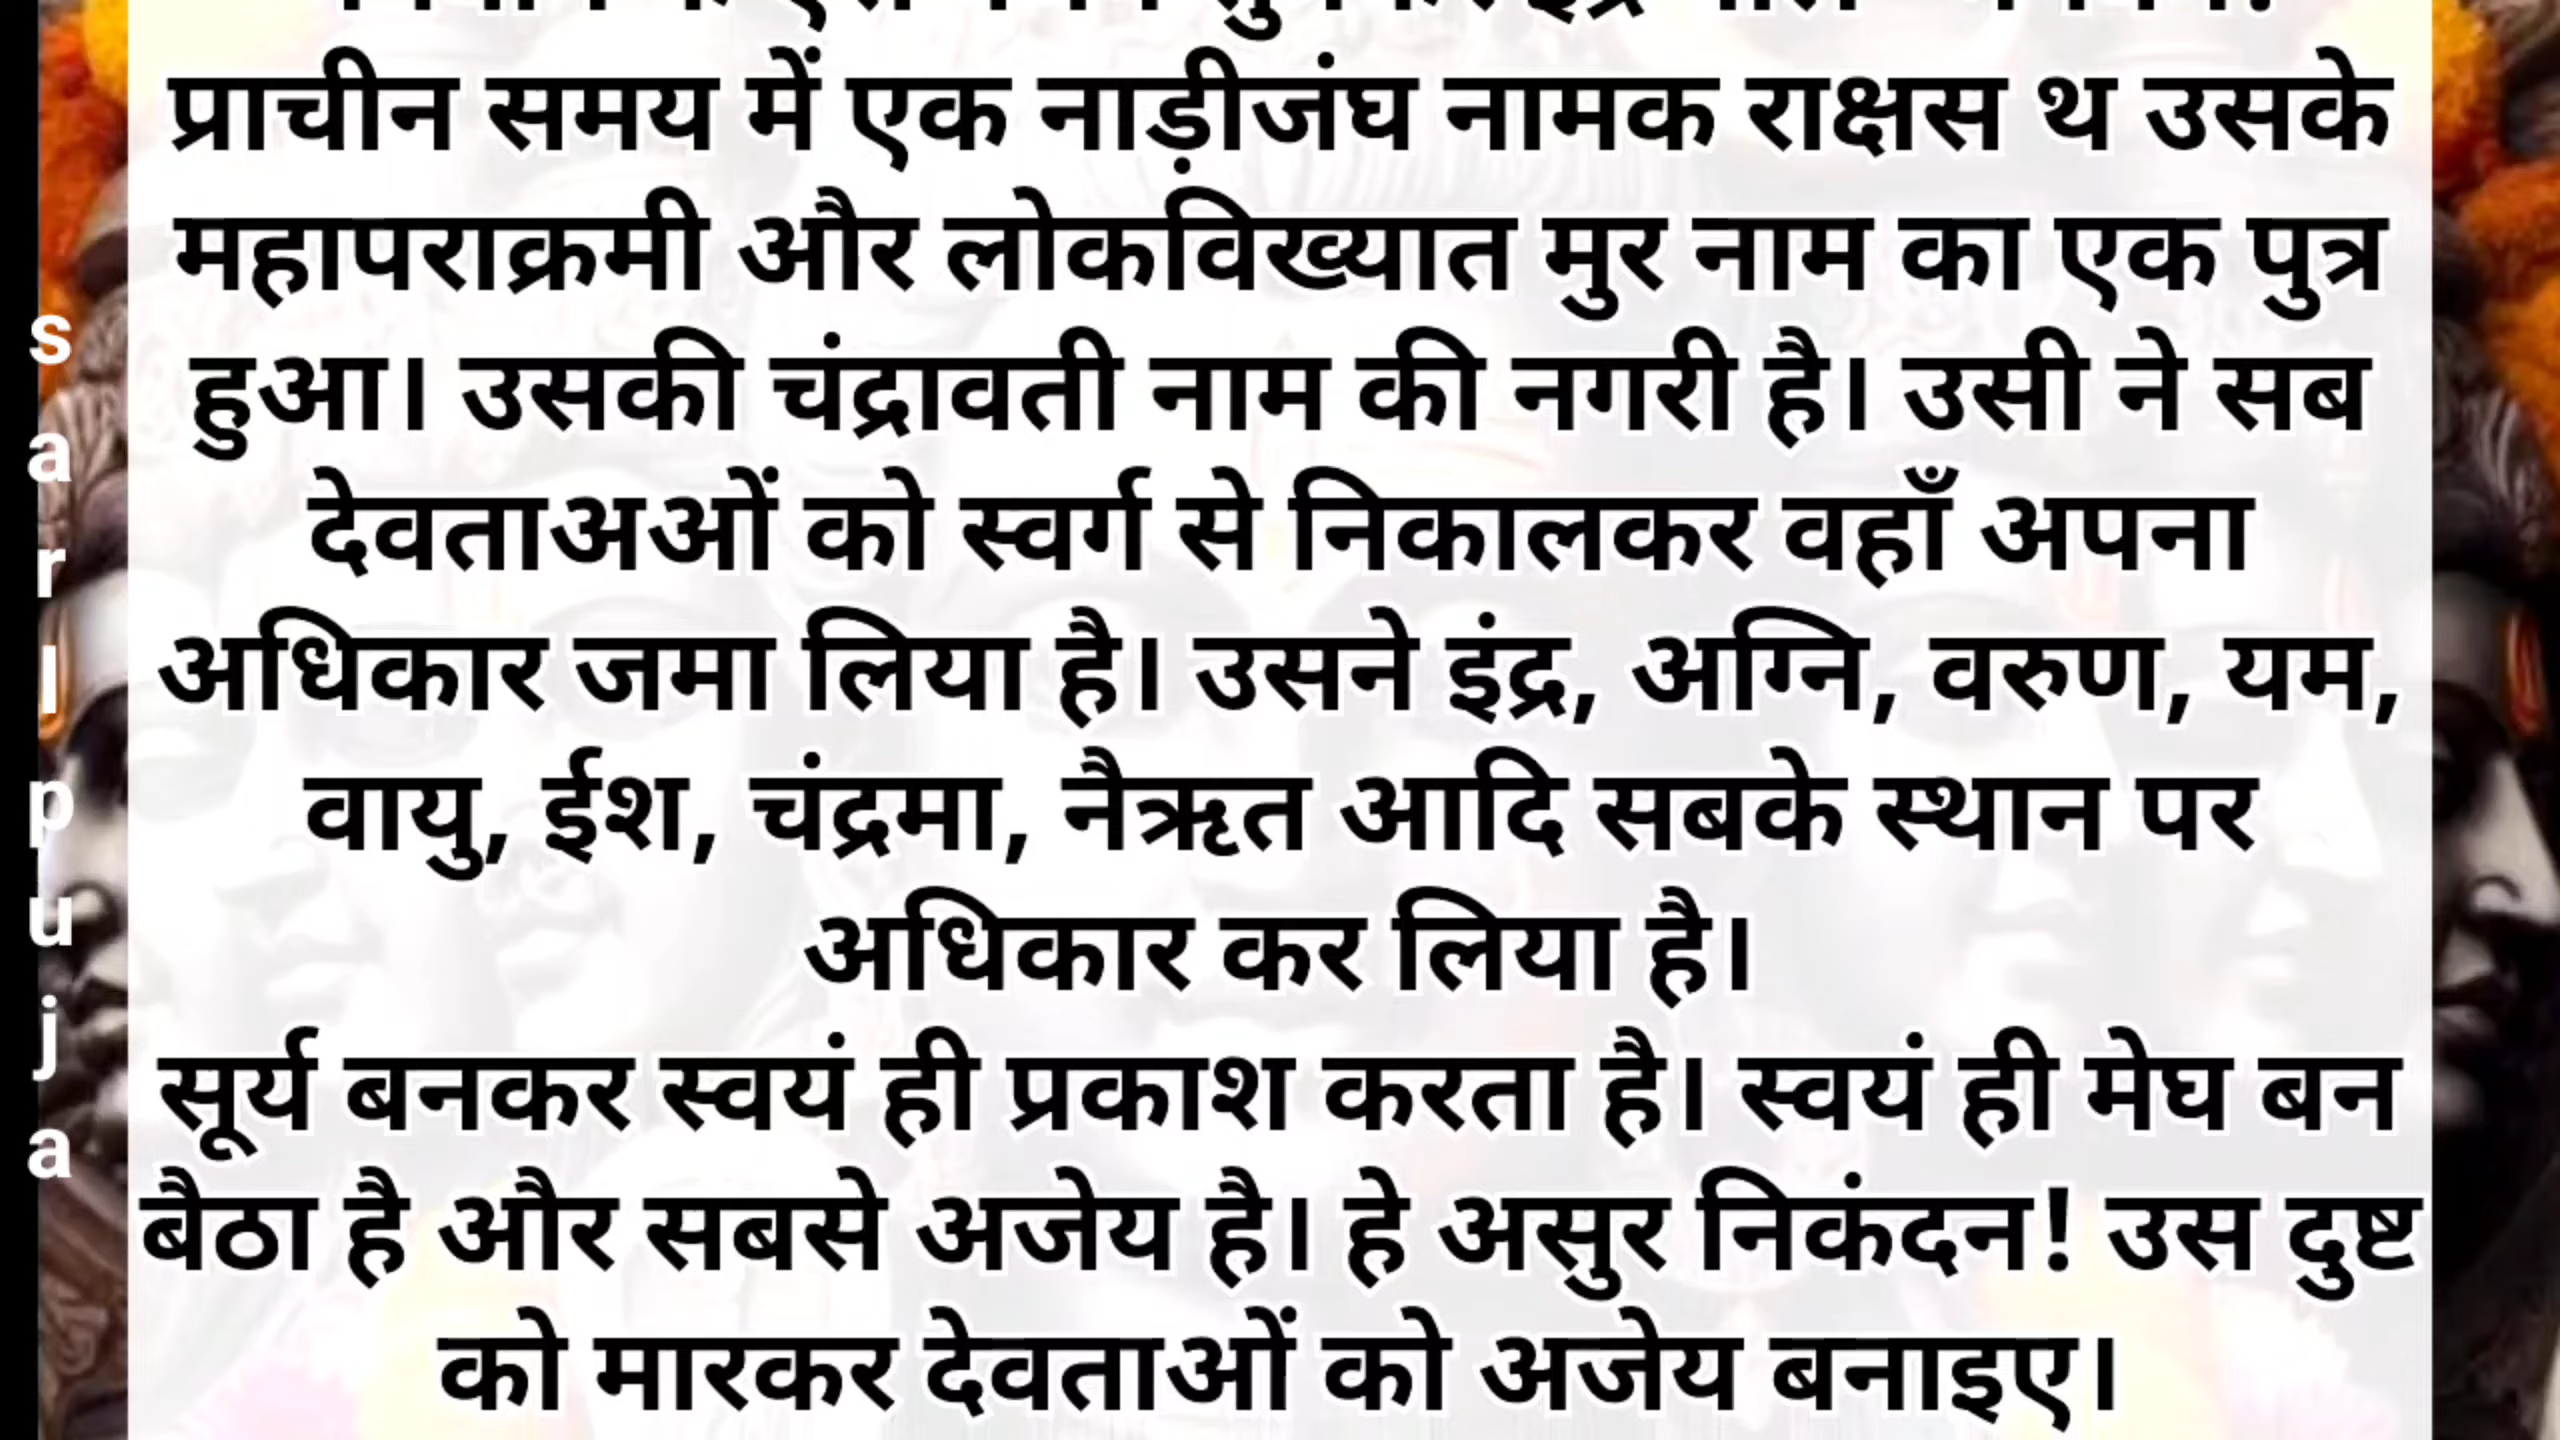 प्राचीन समय में एक नाड़ीजंघ नामक राक्षस थ उसके
महापराक्रमी और लोकविख्यात मुर नाम का एक पुत्र
हुआ। उसकी चंद्रावती नाम की नगरी है। उसी ने सब
देवताअओं को स्वर्ग से निकालकर वहाँ अपना
अधिकार जमा लिया है। उसने इंद्र, अग्नि, वरुण, यम,
वायु, ईश, चंद्रमा, नैऋत आदि सबके स्थान पर
अधिकार कर लिया है।
सूर्य बनकर स्वयं ही प्रकाश करता है। स्वयं ही मेघ बन
बैठा है और सबसे अजेय है। हे असुर निकंदन! उस दुष्ट
को मारकर देवताओं को अजेय बनाइए।
sarl puja